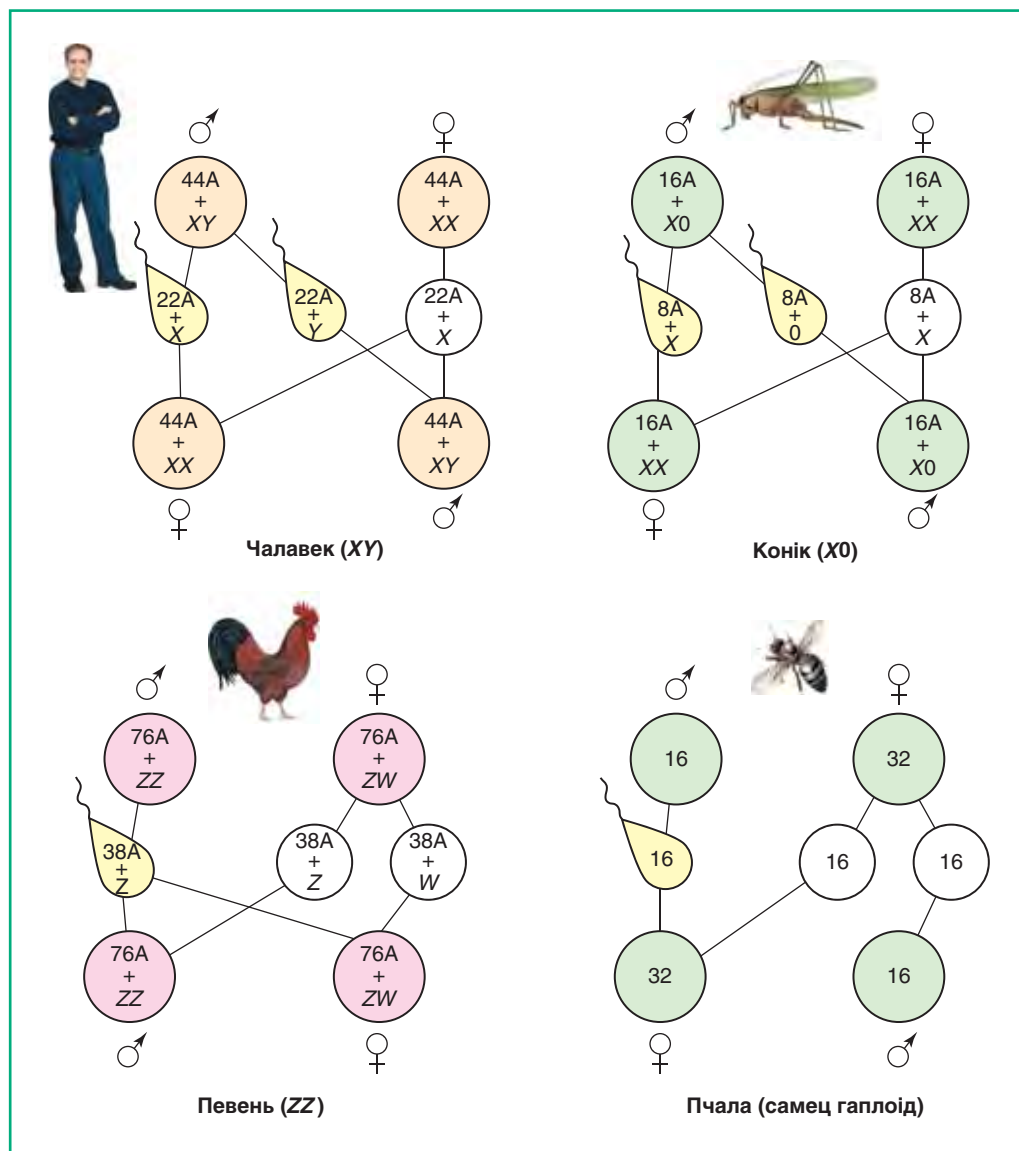 ♂
♀
44A
+
XY
44A
+
XX
22A
+
X
22A
+
Y
22A
+
X
44A
+
XX
44A
+
XY
♀
♂
Чалавек (XY)
♂
♀
16A
+
X0
16A
+
XX
8A
+
X
8A
+
0
8A
+
X
16A
+
XX
16A
+
X0
♀
♂
Конік (X0)
♂
♀
76A
+
ZZ
76A
+
ZW
38A
+
Z
38A
+
Z
38A
+
W
76A
+
ZZ
76A
+
ZW
♂
♀
Певень (ZZ)
♂
♀
16
32
16
16
16
32
16
♀
♂
Пчала (самец гаплоід)